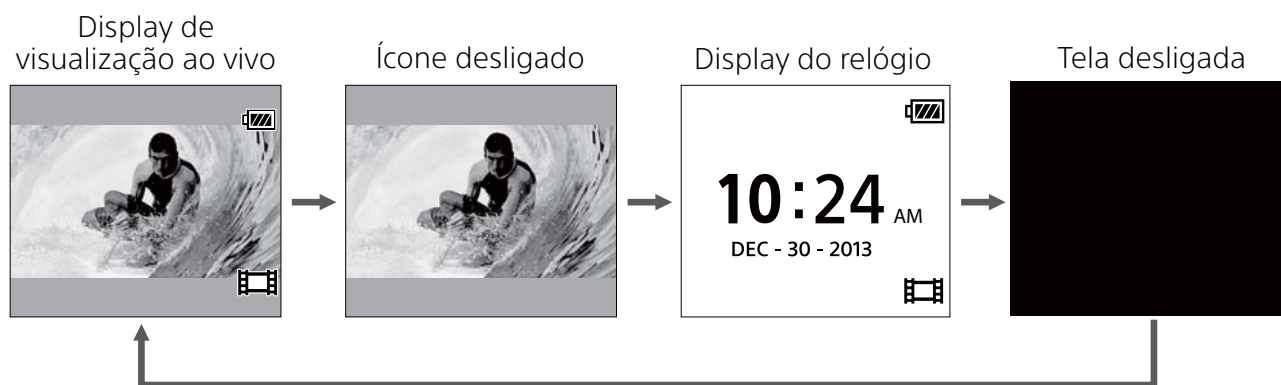 Display de
visualização ao vivo
Ícone desligado
Display do relógio
Tela desligada
10:24 AM
DEC - 30 - 2013